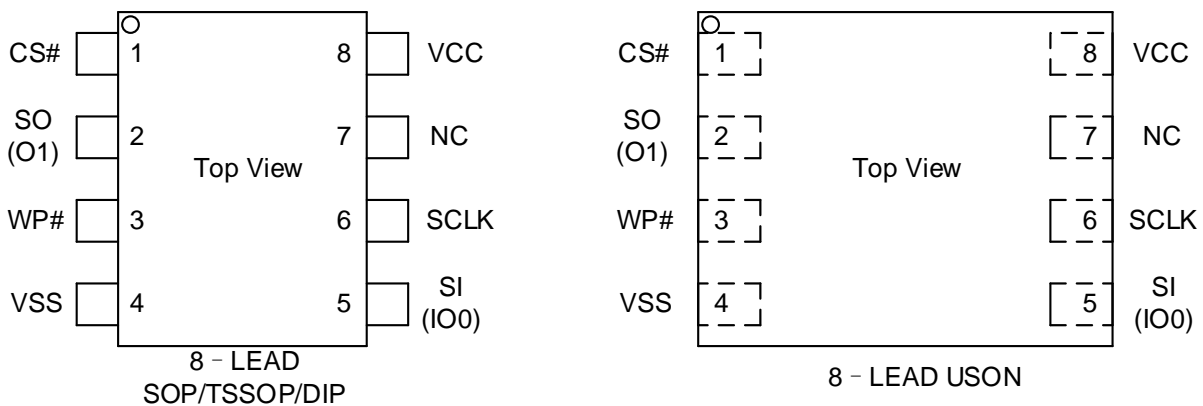 CS#
1
8
VCC
SO
(O1)
2
7
NC
Top View
WP#
3
6
SCLK
VSS
4
5
SI
(IO0)
8 – LEAD
SOP/TSSOP/DIP
CS#
1
8
VCC
SO
(O1)
2
7
NC
Top View
WP#
3
6
SCLK
VSS
4
5
SI
(IO0)
8 – LEAD USON